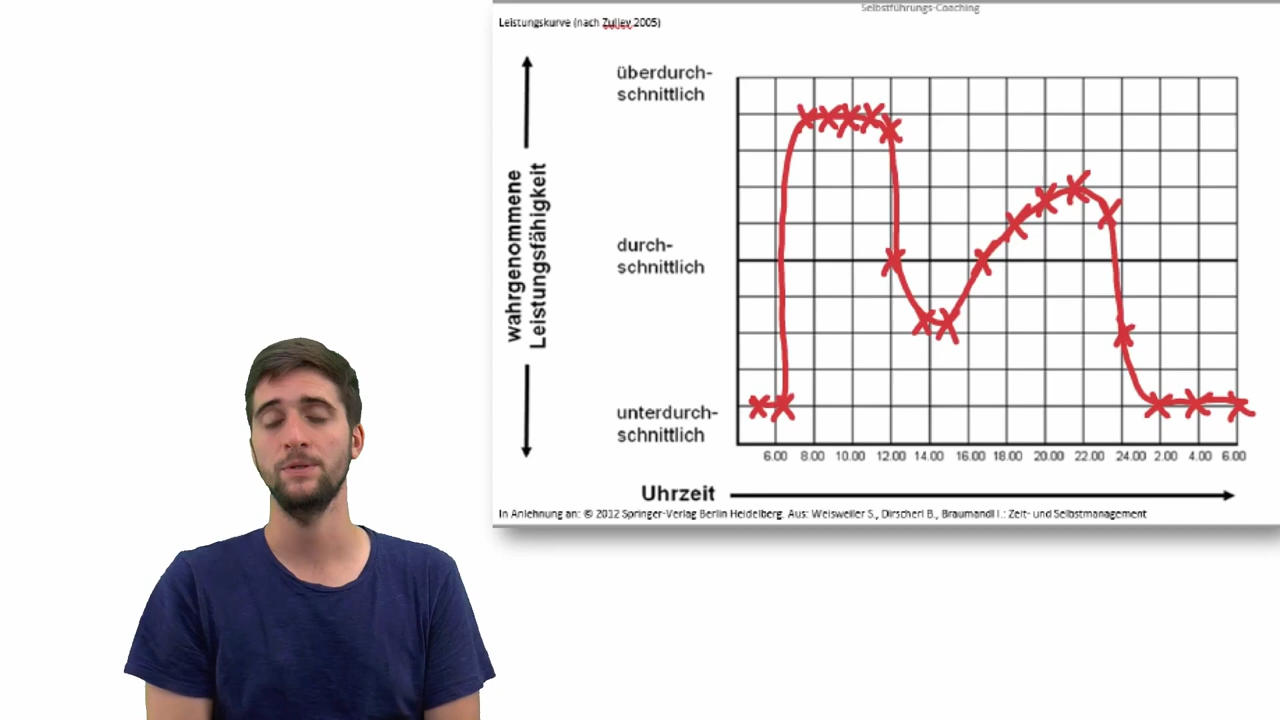 Selbstführungs-Coaching
Leistungskurve (nach Zulley 2005)
überdurch-
schnittlich
wahrgenommene
Leistungsfähigkeit
durch-
schnittlich
unterdurch-
schnittlich
6.00 8.00 10.00 12.00 14.00 16.00 18.00 20.00 22.00 24.00 2.00 4.00 6.00
Uhrzeit
In Anlehnung an: © 2012 Springer-Verlag Berlin Heidelberg. Aus: Weisweiler S., Dirscherl B., Braumandl I.: Zeit- und Selbstmanagement